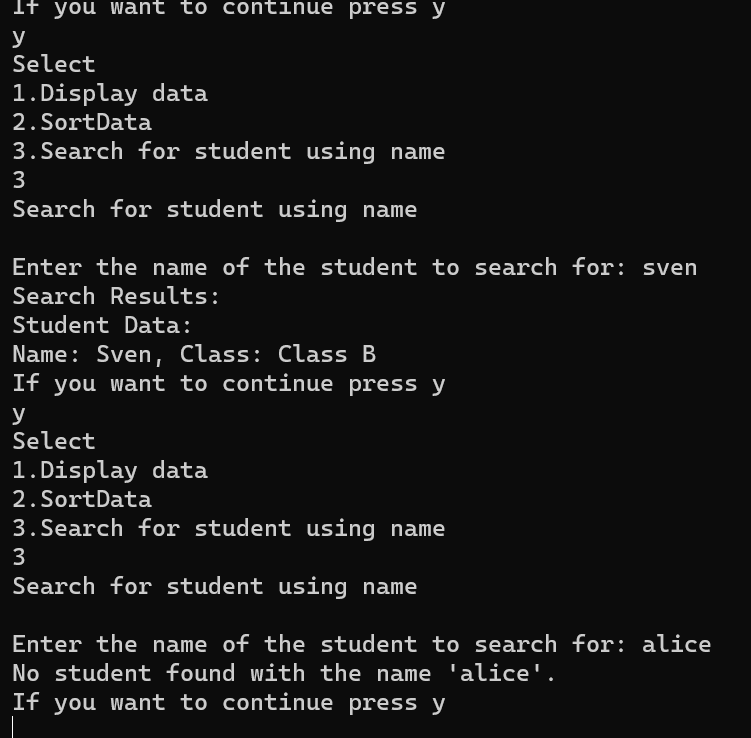 If you want to continue press y
y
Select
1.Display data
2.SortData
3.Search for student using name
3
Search for student using name
Enter the name of the student to search for: sven
Search Results:
Student Data:
Name: Sven, Class: Class B
If you want to continue press y
y
Select
1.Display data
2.SortData
3.Search for student using name
3
Search for student using name
Enter the name of the student to search for: alice
No student found with the name 'alice'.
If you want to continue press y